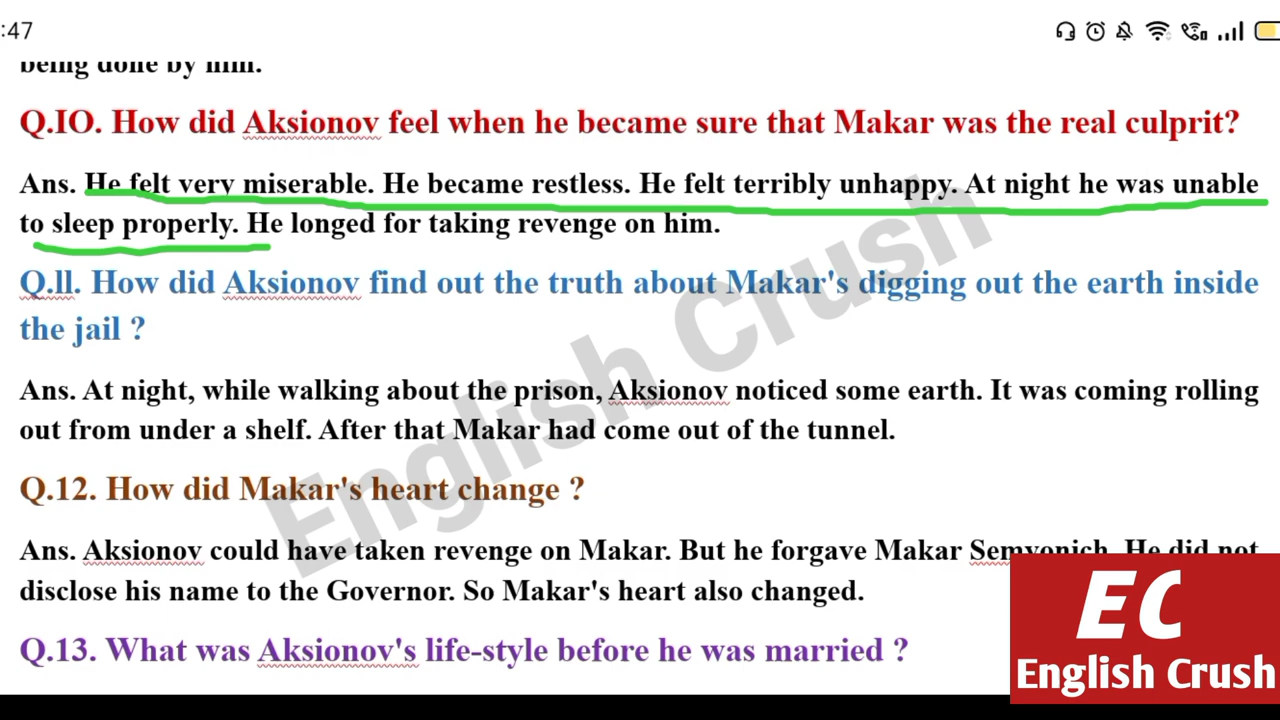 :47
being done by him.
Q.IO. How did Aksionov feel when he became sure that Makar was the real culprit?
Ans. He felt very miserable. He became restless. He felt terribly unhappy. At night he was unable
to sleep properly. He longed for taking revenge on him.
Q.ll. How did Aksionov find out the truth about Makar's digging out the earth inside
the jail ?
Ans. At night, while walking about the prison, Aksionov noticed some earth. It was coming rolling
out from under a shelf. After that Makar had come out of the tunnel.
Q.12. How did Makar's heart change ?
Ans. Aksionov could have taken revenge on Makar. But he forgave Makar Semyonich. He did not
disclose his name to the Governor. So Makar's heart also changed.
Q.13. What was Aksionov's life-style before he was married ?
English Crush
EC
English Crush